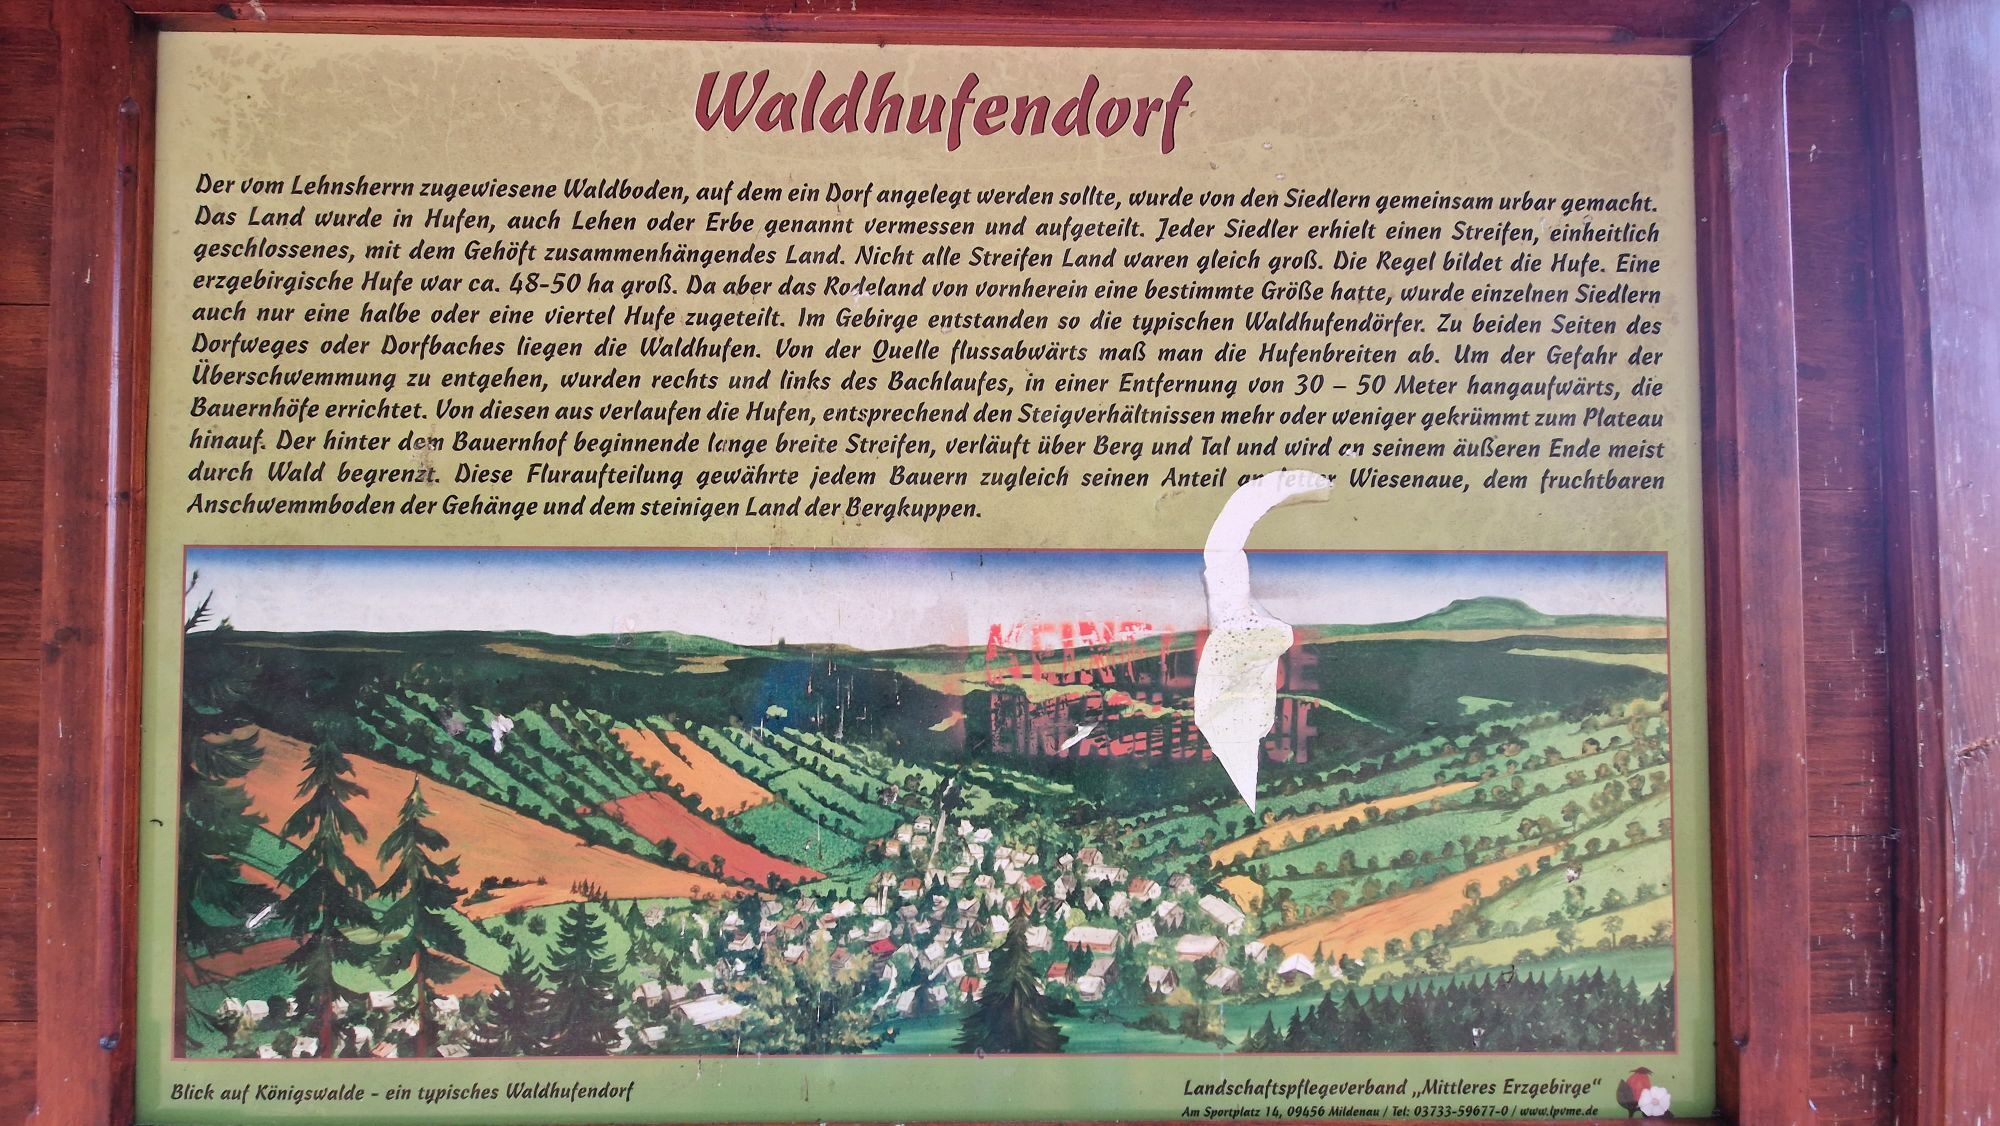 Waldhufendorf
Der vom Lehnsherrn zugewiesene Waldboden, auf dem ein Dorf angelegt werden sollte, wurde von den Siedlern gemeinsam urbar gemacht.
Das Land wurde in Hufen, auch Lehen oder Erbe genannt vermessen und aufgeteilt. Jeder Siedler erhielt einen Streifen, einheitlich
geschlossenes, mit dem Gehöft zusammenhängendes Land. Nicht alle Streifen Land waren gleich groß. Die Regel bildet die Hufe. Eine
erzgebirgische Hufe war ca. 48-50 ha groß. Da aber das Rodeland von vornherein eine bestimmte Größe hatte, wurde einzelnen Siedlern
auch nur eine halbe oder eine viertel Hufe zugeteilt. Im Gebirge entstanden so die typischen Waldhufendörfer. Zu beiden Seiten des
Dorfweges oder Dorfbaches liegen die Waldhufen. Von der Quelle flussabwärts maß man die Hufenbreiten ab. Um der Gefahr der
Überschwemmung zu entgehen, wurden rechts und links des Bachlaufes, in einer Entfernung von 30 – 50 Meter hangaufwärts, die
Bauernhöfe errichtet. Von diesen aus verlaufen die Hufen, entsprechend den Steigverhältnissen mehr oder weniger gekrümmt zum Plateau
hinauf. Der hinter dem Bauernhof beginnende lange breite Streifen, verläuft über Berg und Tal und wird an seinem äußeren Ende meist
durch Wald begrenzt. Diese Fluraufteilung gewährte jedem Bauern zugleich seinen Anteil an fetter Wiesenaue, dem fruchtbaren
Anschwemmboden der Gehänge und dem steinigen Land der Bergkuppen.
Blick auf Königswalde - ein typisches Waldhufendorf
Landschaftspflegeverband „Mittleres Erzgebirge“
Am Sportplatz 14, 09456 Mildenau / Tel: 03733-59677-0 / www.lpvme.de